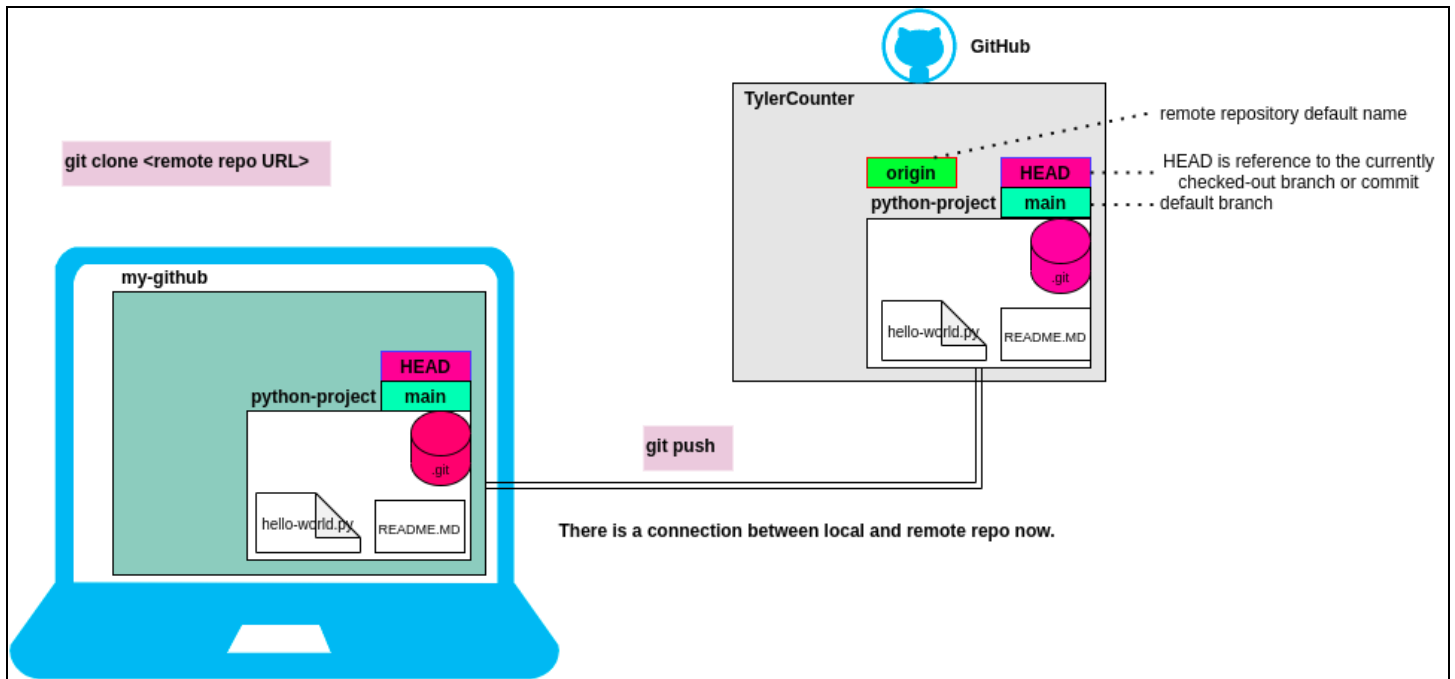 GitHub
TylerCounter
remote repository default name
git clone <remote repo URL>
origin
HEAD
HEAD is reference to the currently
checked-out branch or commit
python-project
main
default branch
.git
my-github
hello-world.py
README.MD
HEAD
python-project
main
git push
.git
hello-world.py
README.MD
There is a connection between local and remote repo now.